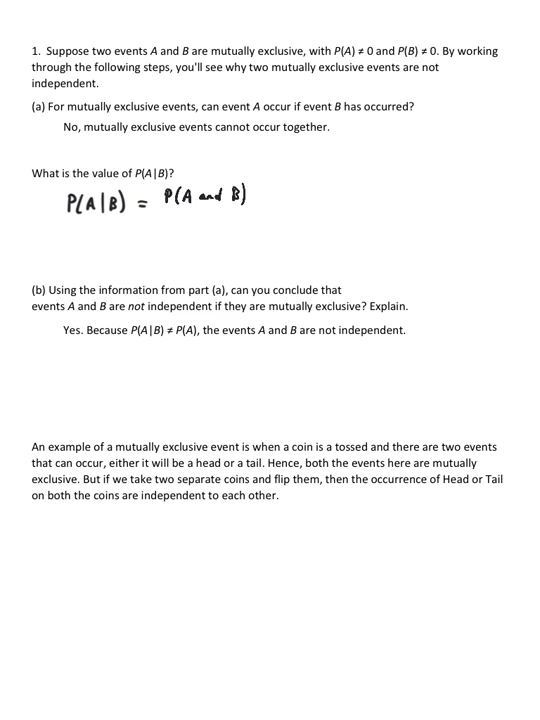 1. Suppose two events A and B are mutually exclusive, with P(A) ≠ 0 and P(B) ≠ 0. By working
through the following steps, you'll see why two mutually exclusive events are not
independent.
(a) For mutually exclusive events, can event A occur if event B has occurred?
No, mutually exclusive events cannot occur together.
What is the value of P(A|B)?
P(A|B) = P(A and B)
(b) Using the information from part (a), can you conclude that
events A and B are not independent if they are mutually exclusive? Explain.
Yes. Because P(A|B) ≠ P(A), the events A and B are not independent.
An example of a mutually exclusive event is when a coin is a tossed and there are two events
that can occur, either it will be a head or a tail. Hence, both the events here are mutually
exclusive. But if we take two separate coins and flip them, then the occurrence of Head or Tail
on both the coins are independent to each other.